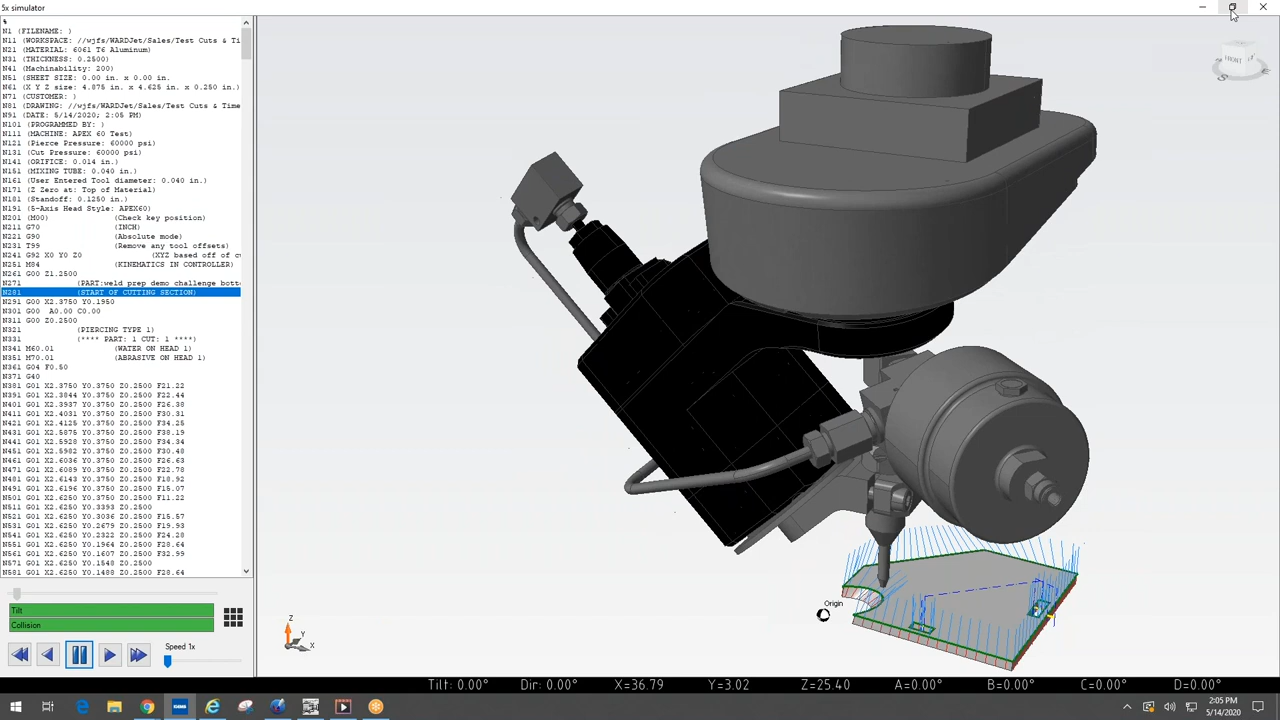 5x simulator
%
N1 (FILENAME: )
N11 (WORKSPACE: //wjfs/WARDJet/Sales/Test Cuts & Ti
N21 (MATERIAL: 6061 T6 Aluminum)
N31 (THICKNESS: 0.2500)
N41 (Machinability: 200)
N51 (SHEET SIZE: 0.00 in. x 0.00 in.
N61 (X Y Z size: 4.875 in. x 4.625 in. x 0.250 in.)
N71 (CUSTOMER: )
N81 (DRAWING: //wjfs/WARDJet/Sales/Test Cuts & Time
N91 (DATE: 5/14/2020, 2:05 PM)
N101 (PROGRAMMED BY: )
N111 (MACHINE: APEX 60 Test)
N121 (Pierce Pressure: 60000 psi)
N131 (Cut Pressure: 60000 psi)
N141 (ORIFICE: 0.014 in.)
N151 (MIXING TUBE: 0.040 in.)
N161 (User Entered Tool diameter: 0.040 in.)
N171 (Z Zero at: Top of Material)
N181 (Standoff: 0.1250 in.)
N191 (5-Axis Head Style: APEX60)
N201 (M00) (Check key position)
N211 G70 (INCH)
N221 G90 (Absolute mode)
N231 T99 (Remove any tool offsets)
N241 G92 X0 Y0 Z0 (XYZ based off of c
N251 M84 (KINEMATICS IN CONTROLLER)
N261 G00 Z1.2500
N271 (PART:weld prep demo challenge bott
N281 (START OF CUTTING SECTION)
N291 G00 X2.3750 Y0.1950
N301 G00 A0.00 C0.00
N311 G00 Z0.2500
N321 (PIERCING TYPE 1)
N331 (**** PART: 1 CUT: 1 ****)
N341 M60.01 (WATER ON HEAD 1)
N351 M70.01 (ABRASIVE ON HEAD 1)
N361 G04 F0.50
N371 G40
N381 G01 X2.3750 Y0.3750 Z0.2500 F21.22
N391 G01 X2.3844 Y0.3750 Z0.2500 F22.44
N401 G01 X2.3937 Y0.3750 Z0.2500 F26.38
N411 G01 X2.4031 Y0.3750 Z0.2500 F30.31
N421 G01 X2.4125 Y0.3750 Z0.2500 F34.25
N431 G01 X2.5875 Y0.3750 Z0.2500 F38.19
N441 G01 X2.5928 Y0.3750 Z0.2500 F34.34
N451 G01 X2.5982 Y0.3750 Z0.2500 F30.48
N461 G01 X2.6036 Y0.3750 Z0.2500 F26.63
N471 G01 X2.6089 Y0.3750 Z0.2500 F22.78
N481 G01 X2.6143 Y0.3750 Z0.2500 F18.92
N491 G01 X2.6196 Y0.3750 Z0.2500 F15.07
N501 G01 X2.6250 Y0.3750 Z0.2500 F11.22
N511 G01 X2.6250 Y0.3393 Z0.2500
N521 G01 X2.6250 Y0.3036 Z0.2500 F15.57
N531 G01 X2.6250 Y0.2679 Z0.2500 F19.93
N541 G01 X2.6250 Y0.2322 Z0.2500 F24.28
N551 G01 X2.6250 Y0.1964 Z0.2500 F28.64
N561 G01 X2.6250 Y0.1607 Z0.2500 F32.99
N571 G01 X2.6250 Y0.1548 Z0.2500
N581 G01 X2.6250 Y0.1488 Z0.2500 F28.64
Tilt
Collision
Speed 1x
FRONT
Origin
Z
Y
X
Tilt: 0.00° Dir: 0.00° X=36.79 Y=3.02 Z=25.40 A=0.00° B=0.00° C=0.00° D=0.00°
2:05 PM
5/14/2020